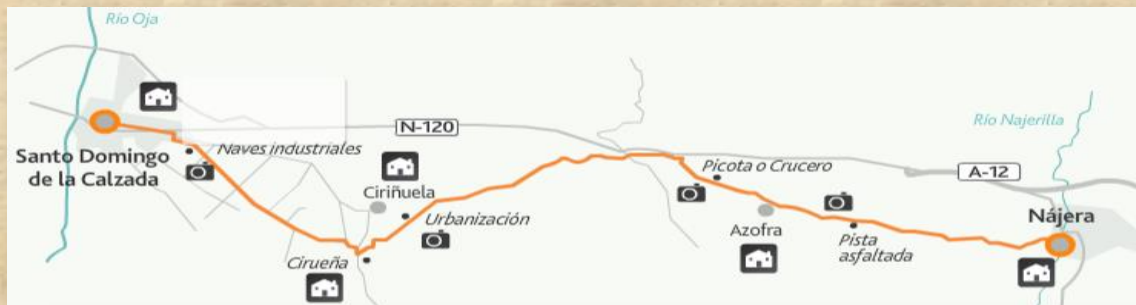 Río Oja
N-120
Río Najerilla
Santo Domingo
de la Calzada
Naves industriales
Picota o Crucero
A-12
Ciriñuela
Urbanización
Azofra
Pista
asfaltada
Nájera
Cirueña